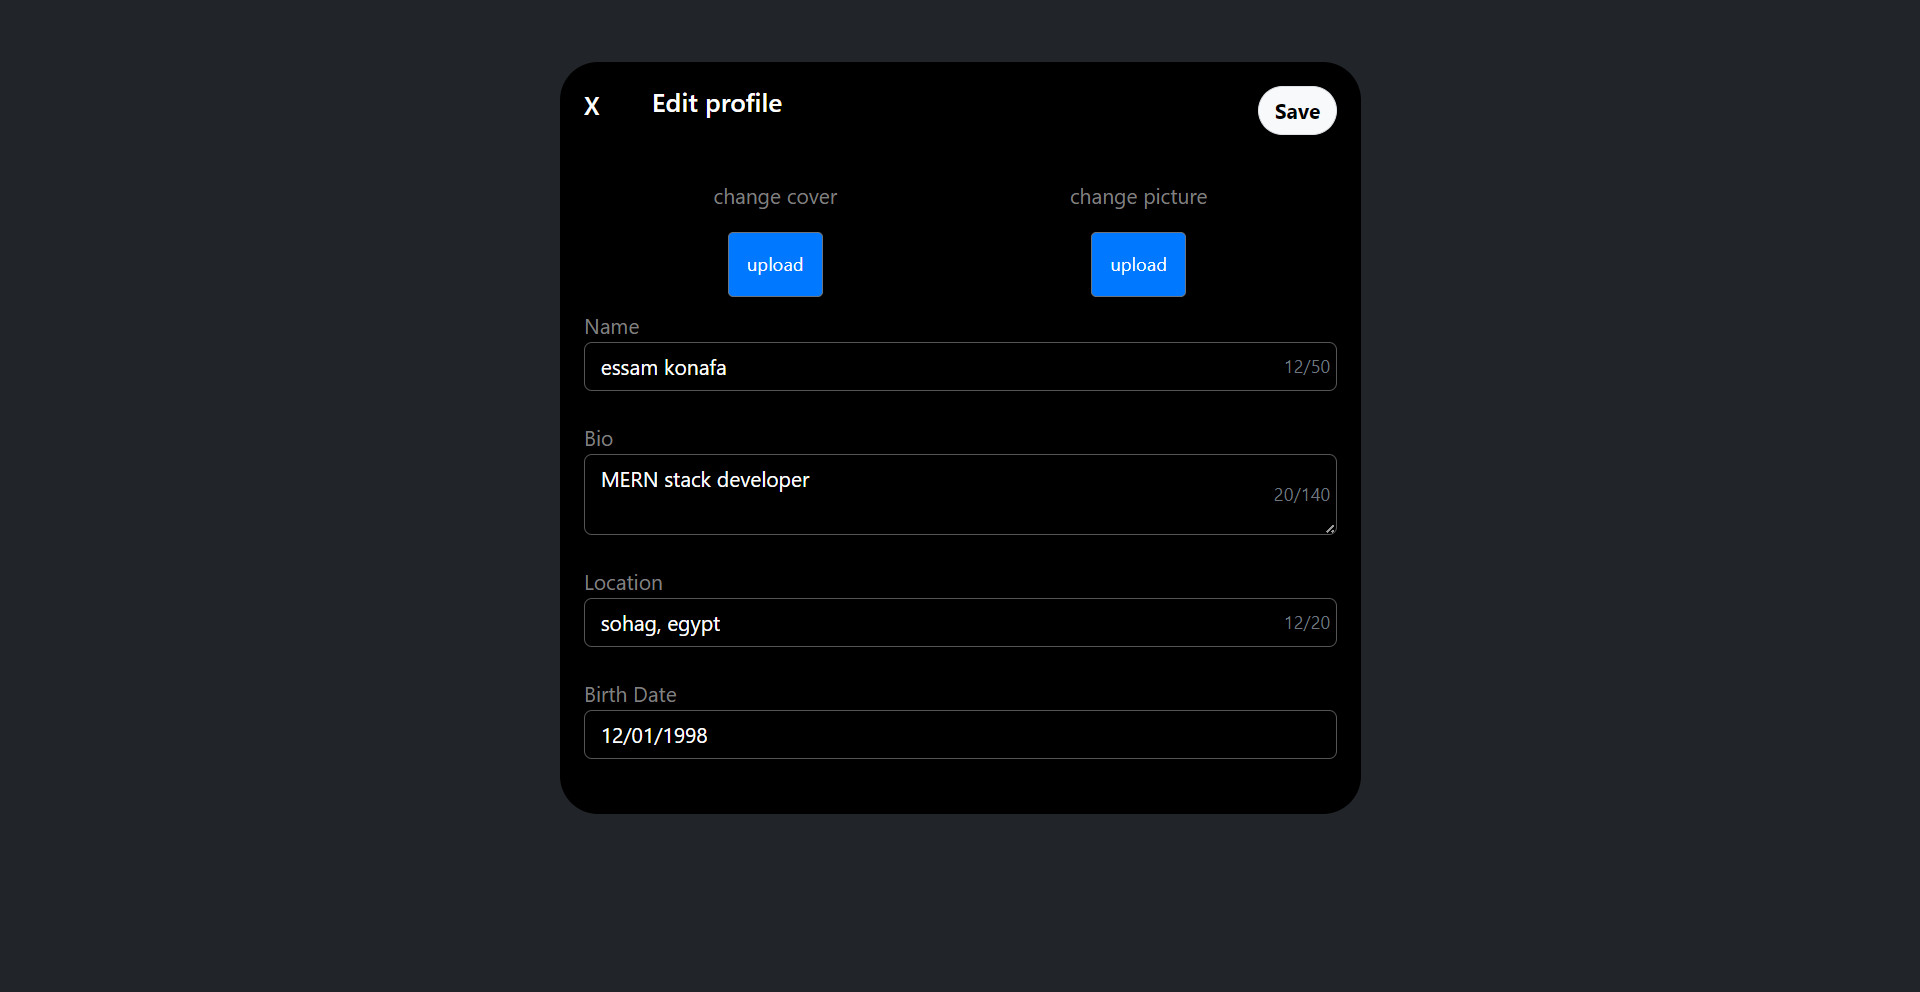 X Edit profile Save
change cover change picture
upload upload
Name
essam konafa 12/50
Bio
MERN stack developer
20/140
Location
sohag, egypt 12/20
Birth Date
12/01/1998